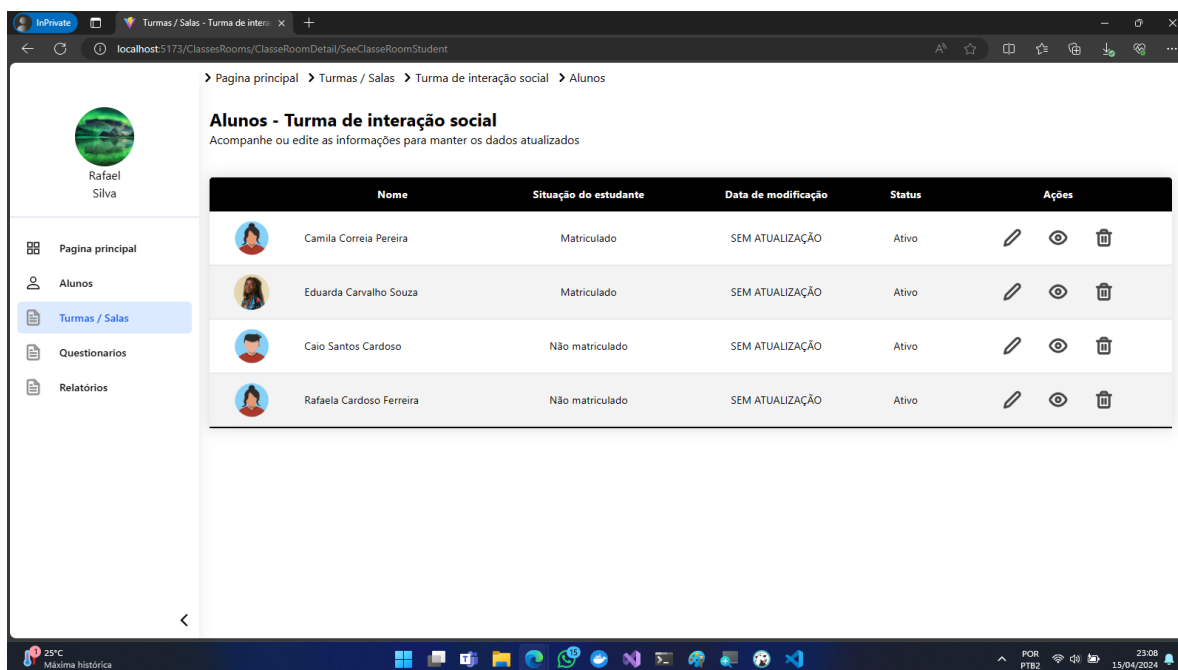 InPrivate
Turmas / Salas - Turma de intera
localhost:5173/ClassesRooms/ClasseRoomDetail/SeeClasseRoomStudent
Pagina principal Turmas / Salas Turma de interação social Alunos
Rafael
Silva
Pagina principal
Alunos
Turmas / Salas
Questionarios
Relatórios
Alunos - Turma de interação social
Acompanhe ou edite as informações para manter os dados atualizados
Nome Situação do estudante Data de modificação Status Ações
Camila Correia Pereira Matriculado SEM ATUALIZAÇÃO Ativo
Eduarda Carvalho Souza Matriculado SEM ATUALIZAÇÃO Ativo
Caio Santos Cardoso Não matriculado SEM ATUALIZAÇÃO Ativo
Rafaela Cardoso Ferreira Não matriculado SEM ATUALIZAÇÃO Ativo
1 25°C
Máxima histórica
15
POR 23:08
PTB2 15/04/2024